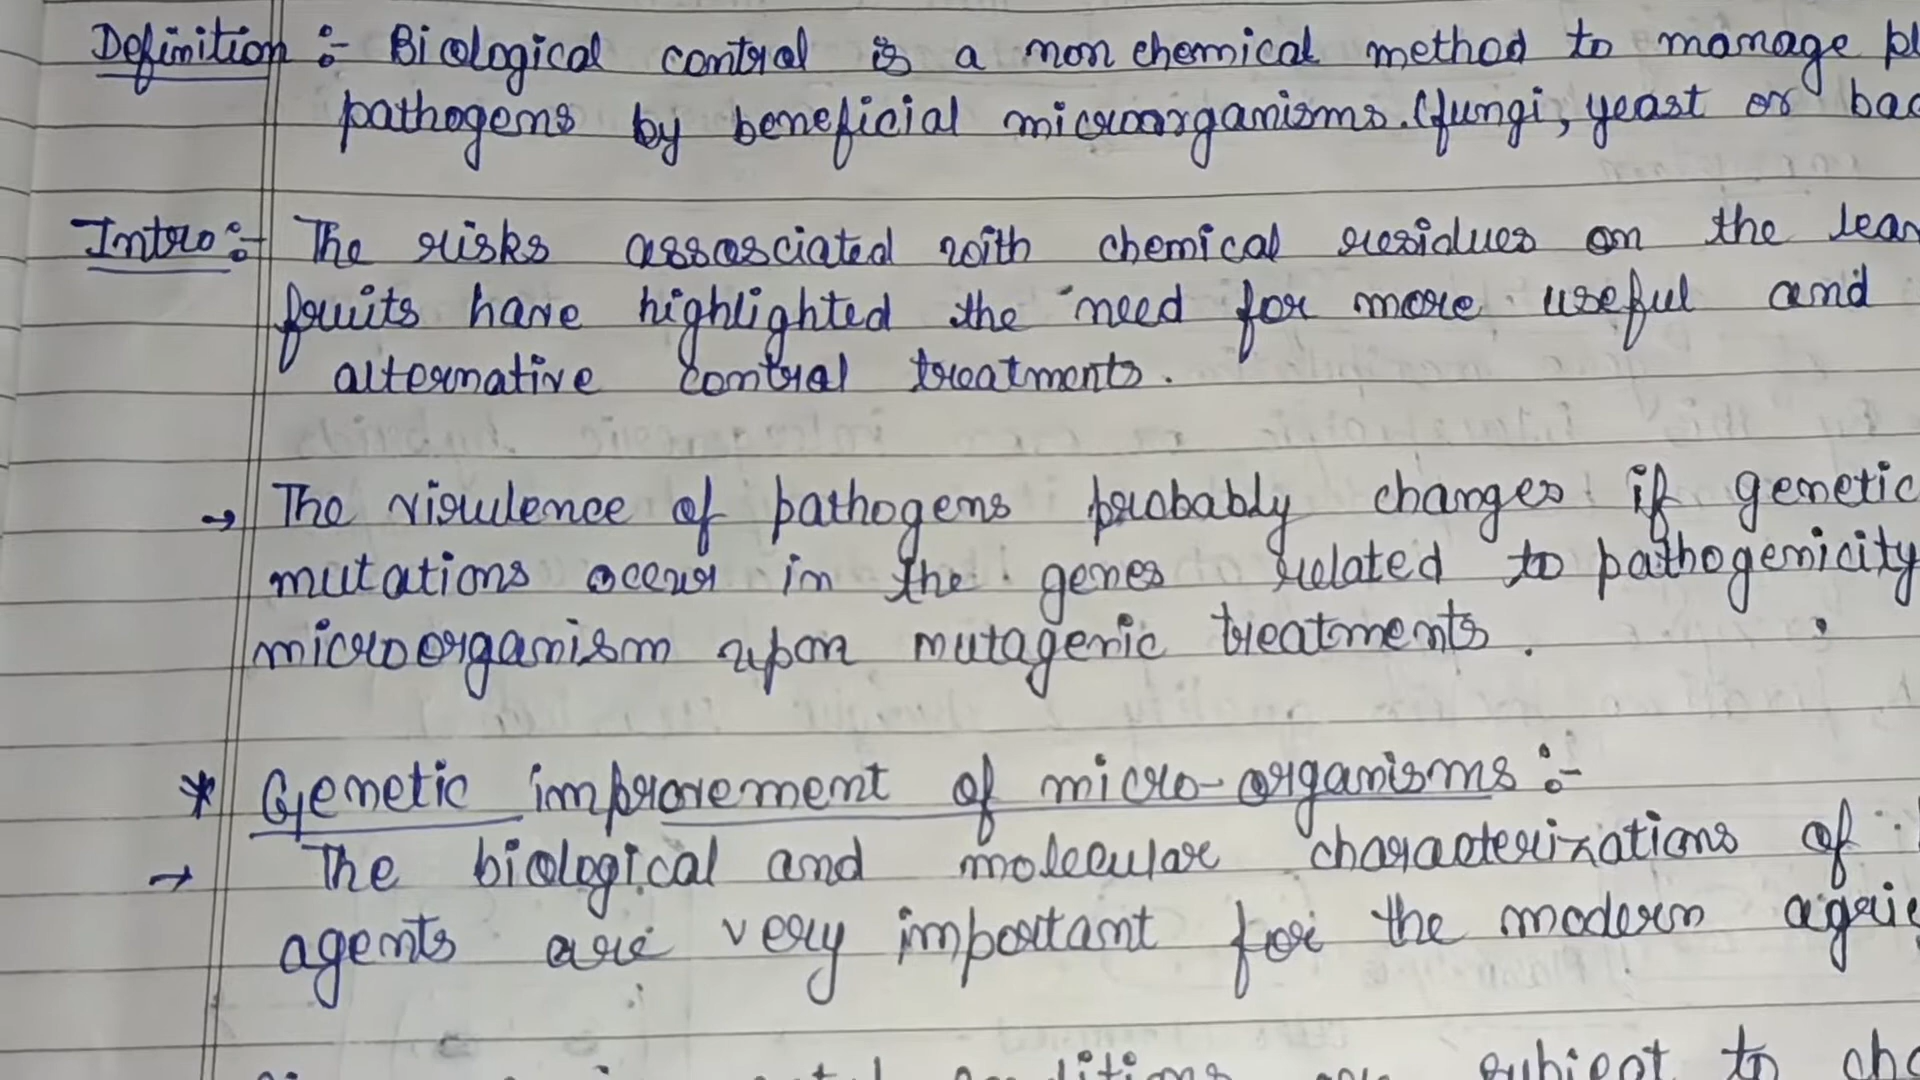 Definition :- Biological control is a non chemical method to manage pl
pathogens by beneficial microorganisms. (fungi, yeast or bac
Intro :- The risks assosciated with chemical residues on the lea
fruits have highlighted the need for more useful and
alternative control treatments.
→ The virulence of pathogens probably changes if genetic
mutations occur in the genes related to pathogenicity
microorganism upon mutagenic treatments.
* Genetic improvement of micro-organisms :-
→ The biological and molecular characterizations of
agents are very important for the modern agric
subject to cha